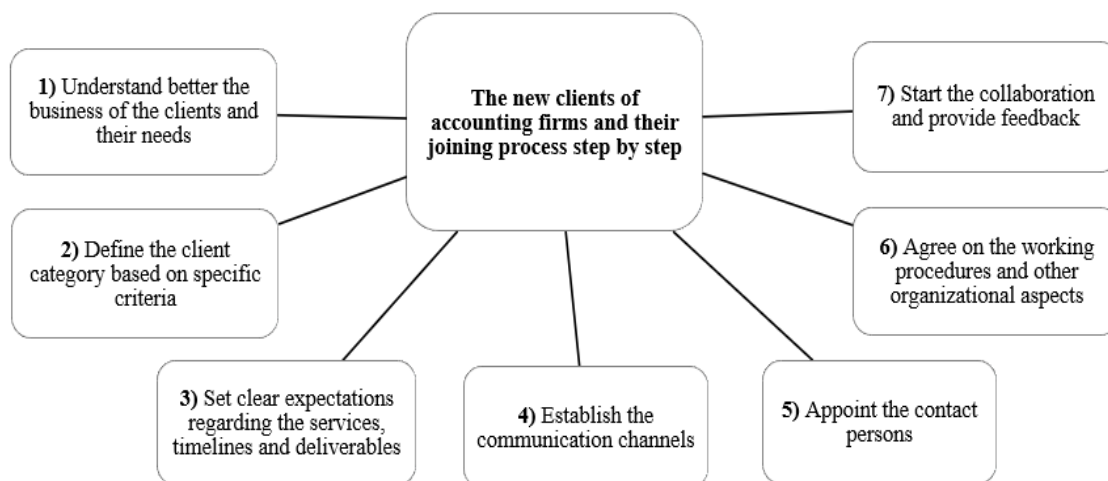 The new clients of
accounting firms and their
joining process step by step
1) Understand better the
business of the clients and
their needs
2) Define the client
category based on specific
criteria
3) Set clear expectations
regarding the services,
timelines and deliverables
4) Establish the
communication channels
5) Appoint the contact
persons
6) Agree on the working
procedures and other
organizational aspects
7) Start the collaboration
and provide feedback